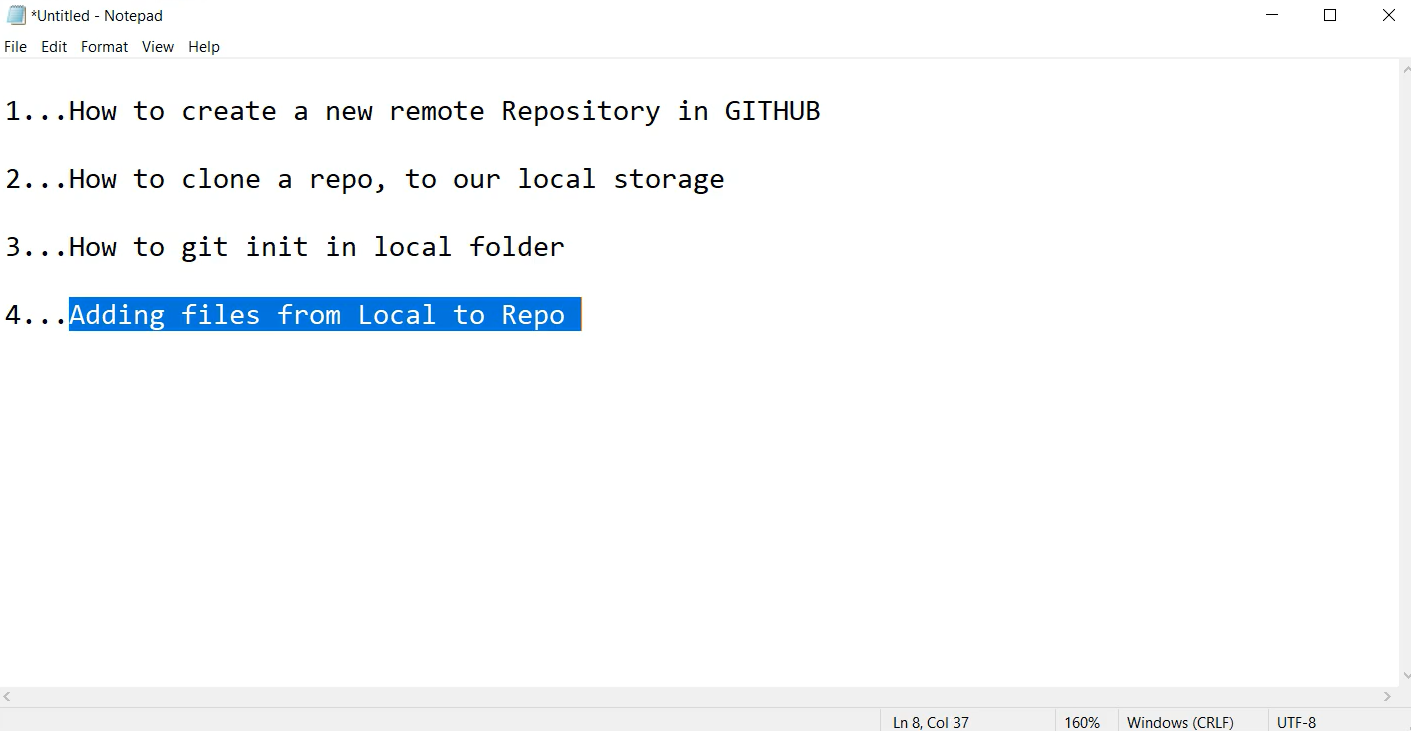 *Untitled - Notepad
File Edit Format View Help
1...How to create a new remote Repository in GITHUB
2...How to clone a repo, to our local storage
3...How to git init in local folder
4...Adding files from Local to Repo
Ln 8, Col 37 160% Windows (CRLF) UTF-8